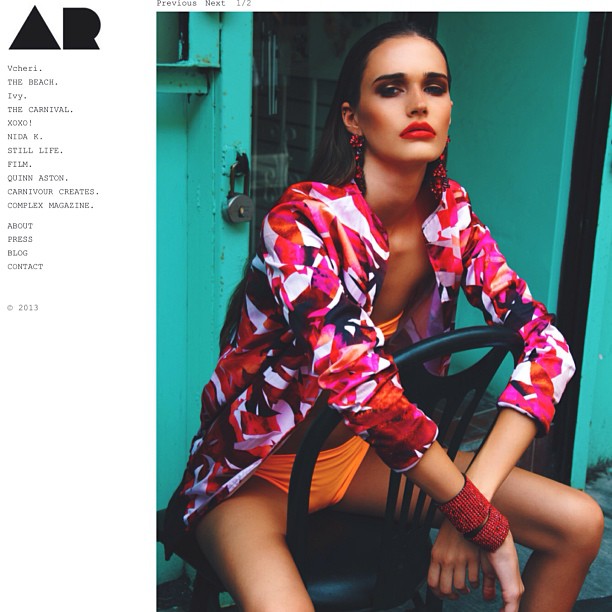 Previous Next 1/2
AR
Vcheri.
THE BEACH.
Ivy.
THE CARNIVAL.
XOXO!
NIDA K.
STILL LIFE.
FILM.
QUINN ASTON.
CARNIVOUR CREATES.
COMPLEX MAGAZINE.
ABOUT
PRESS
BLOG
CONTACT
© 2013